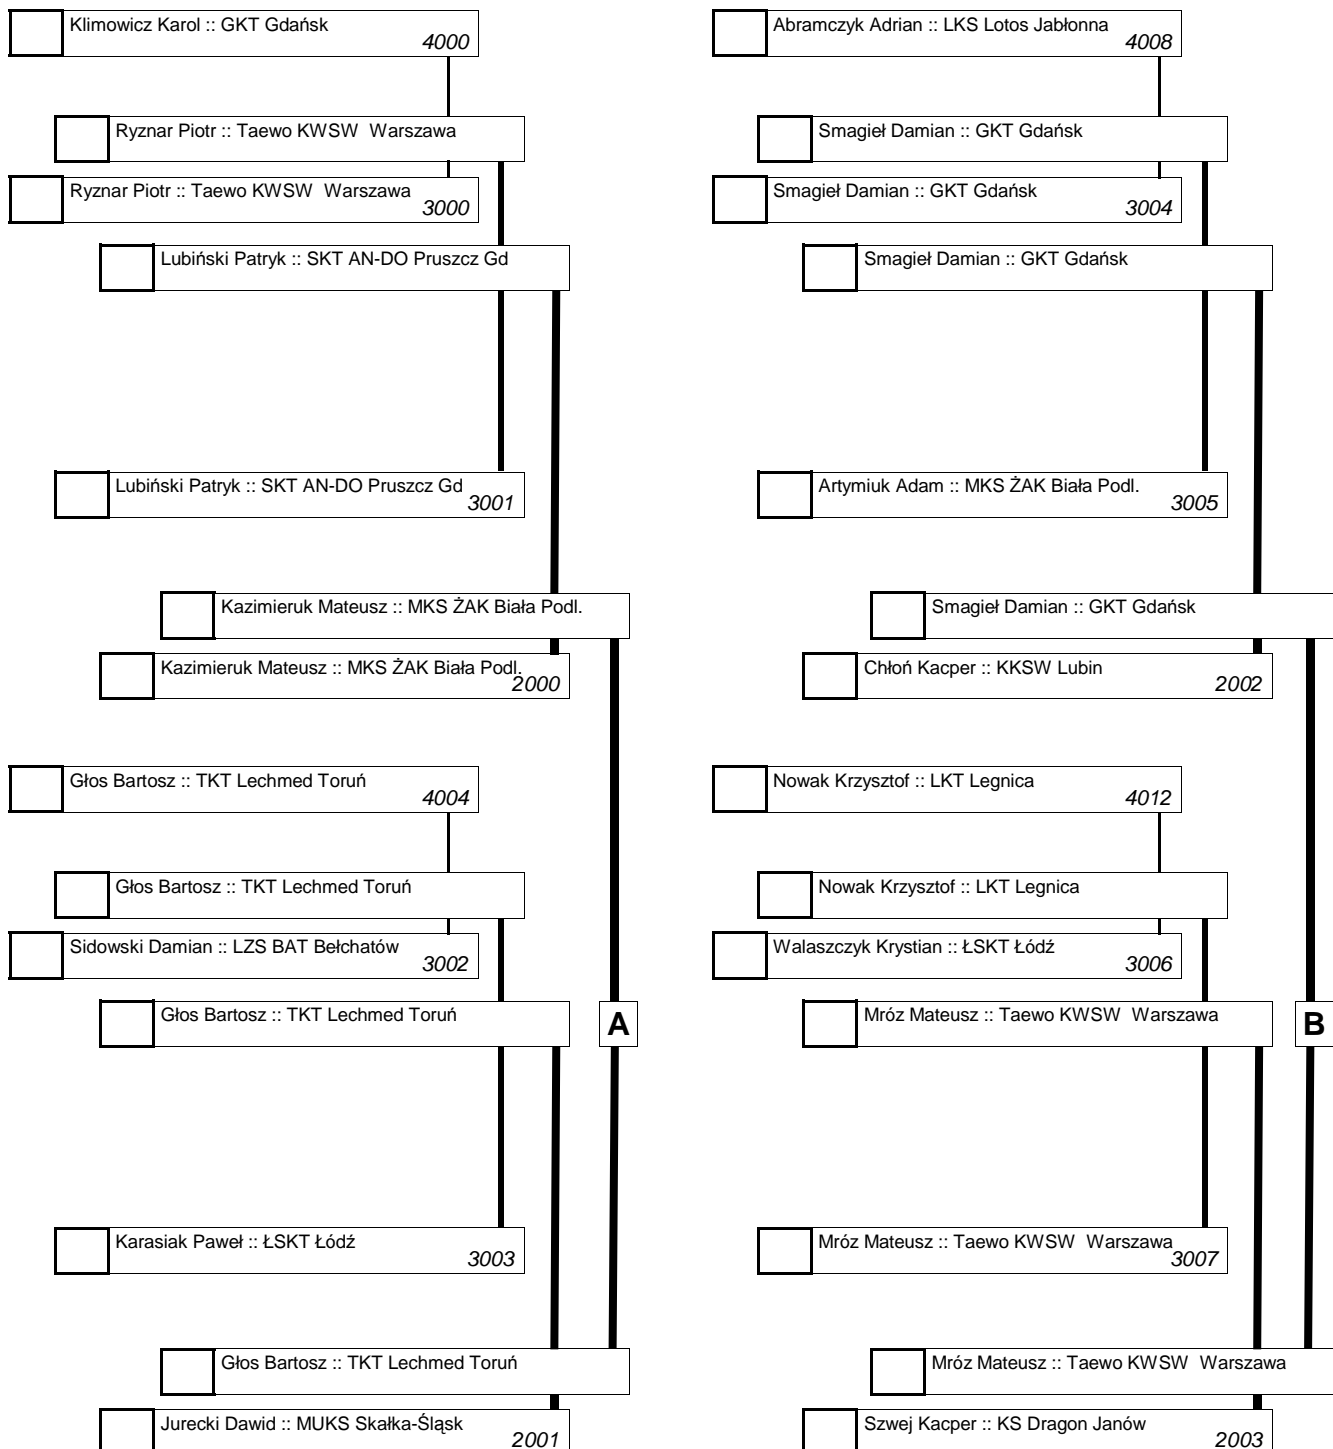 Klimowicz Karol :: GKT Gdańsk
4000
Ryznar Piotr :: Taewo KWSW  Warszawa
Ryznar Piotr :: Taewo KWSW  Warszawa
3000
Lubiński Patryk :: SKT AN-DO Pruszcz Gd
Lubiński Patryk :: SKT AN-DO Pruszcz Gd
3001
Kazimieruk Mateusz :: MKS ŻAK Biała Podl.
Kazimieruk Mateusz :: MKS ŻAK Biała Podl.
2000
Głos Bartosz :: TKT Lechmed Toruń
4004
Głos Bartosz :: TKT Lechmed Toruń
Sidowski Damian :: LZS BAT Bełchatów
3002
Głos Bartosz :: TKT Lechmed Toruń
A
Karasiak Paweł :: ŁSKT Łódź
3003
Głos Bartosz :: TKT Lechmed Toruń
Jurecki Dawid :: MUKS Skałka-Śląsk
2001
Abramczyk Adrian :: LKS Lotos Jabłonna
4008
Smagieł Damian :: GKT Gdańsk
Smagieł Damian :: GKT Gdańsk
3004
Smagieł Damian :: GKT Gdańsk
Artymiuk Adam :: MKS ŻAK Biała Podl.
3005
Smagieł Damian :: GKT Gdańsk
Chłoń Kacper :: KKSW Lubin
2002
Nowak Krzysztof :: LKT Legnica
4012
Nowak Krzysztof :: LKT Legnica
Walaszczyk Krystian :: ŁSKT Łódź
3006
Mróz Mateusz :: Taewo KWSW  Warszawa
B
Mróz Mateusz :: Taewo KWSW  Warszawa
3007
Mróz Mateusz :: Taewo KWSW  Warszawa
Szwej Kacper :: KS Dragon Janów
2003